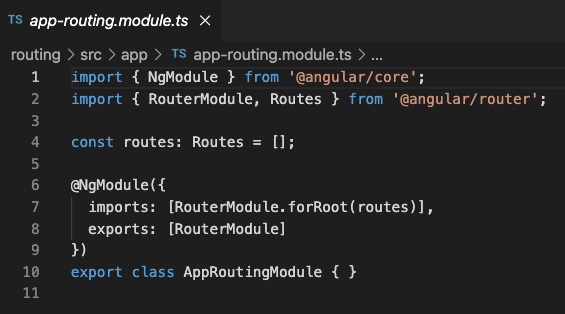 TS app-routing.module.ts ×
routing > src > app > TS app-routing.module.ts > ...
1 import { NgModule } from '@angular/core';
2 import { RouterModule, Routes } from '@angular/router';
3
4 const routes: Routes = [];
5
6 @NgModule({
7 imports: [RouterModule.forRoot(routes)],
8 exports: [RouterModule]
9 })
10 export class AppRoutingModule { }
11